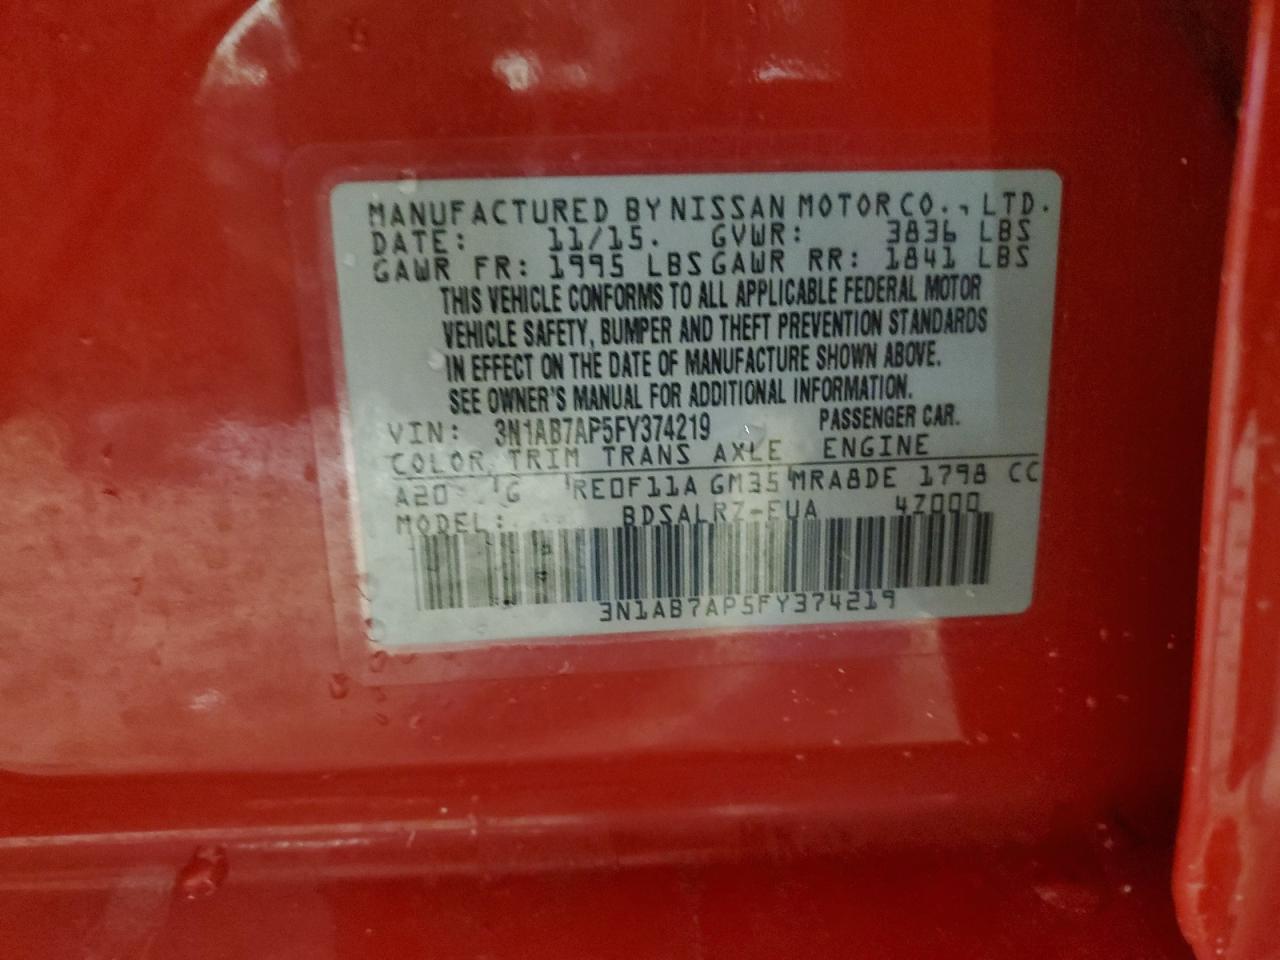 MANUFACTURED BY NISSAN MOTOR CO., LTD.
DATE: 11/15. GVWR: 3836 LBS
GAWR FR: 1995 LBS GAWR RR: 1841 LBS
THIS VEHICLE CONFORMS TO ALL APPLICABLE FEDERAL MOTOR
VEHICLE SAFETY, BUMPER AND THEFT PREVENTION STANDARDS
IN EFFECT ON THE DATE OF MANUFACTURE SHOWN ABOVE.
SEE OWNER'S MANUAL FOR ADDITIONAL INFORMATION.
VIN: 3N1AB7AP5FY374219 PASSENGER CAR.
COLOR TRIM TRANS AXLE ENGINE
A20 G RE0F11A GM35 MRA8DE 1798 CC
MODEL: BDSALRZ-EUA 4Z000
3N1AB7AP5FY374219